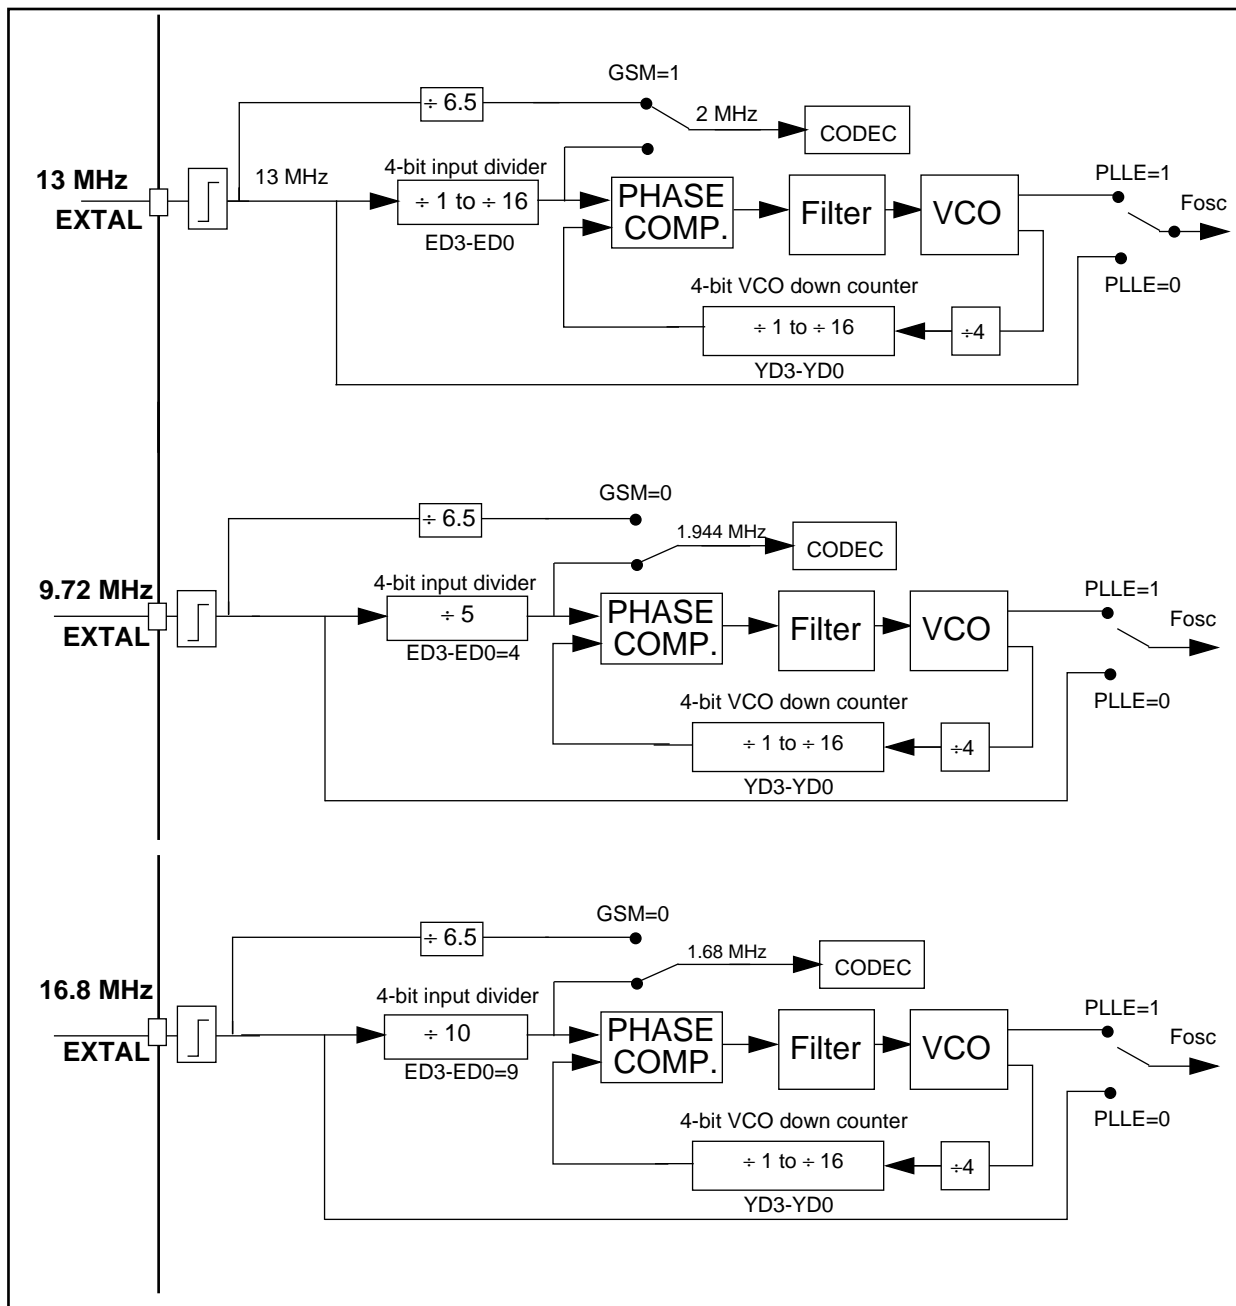 GSM=1
÷ 6.5
2 MHz
CODEC
13 MHz
EXTAL
13 MHz
4-bit input divider
÷ 1 to ÷ 16
ED3-ED0
PHASE
COMP.
Filter
VCO
PLLE=1
Fosc
PLLE=0
4-bit VCO down counter
÷ 1 to ÷ 16
÷4
YD3-YD0
GSM=0
÷ 6.5
1.944 MHz
CODEC
9.72 MHz
EXTAL
4-bit input divider
÷ 5
ED3-ED0=4
PHASE
COMP.
Filter
VCO
PLLE=1
Fosc
PLLE=0
4-bit VCO down counter
÷ 1 to ÷ 16
÷4
YD3-YD0
GSM=0
÷ 6.5
1.68 MHz
CODEC
16.8 MHz
EXTAL
4-bit input divider
÷ 10
ED3-ED0=9
PHASE
COMP.
Filter
VCO
PLLE=1
Fosc
PLLE=0
4-bit VCO down counter
÷ 1 to ÷ 16
÷4
YD3-YD0